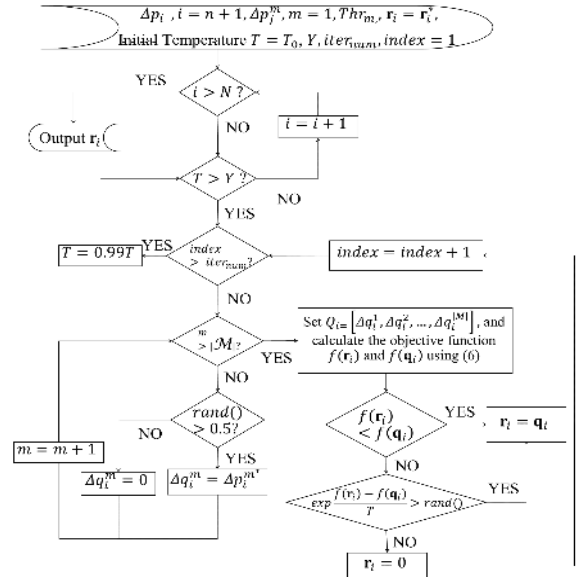 Δp_i , i = n + 1, Δp_j^m, m = 1, Thr_m, r_i = r_i^*,
Initial Temperature T = T_0, Y, iter_num, index = 1
YES
i > N ?
NO
i = i + 1
Output r_i
T > Y ?
NO
YES
T = 0.99T
YES
index
> iter_num?
index = index + 1
NO
m
> |ℳ?
YES
Set Q_i= [Δq_i^1, Δq_i^2, ..., Δq_i^|M|], and
calculate the objective function
f(r_i) and f(q_i) using (6)
NO
rand()
> 0.5?
NO
YES
m = m + 1
Δq_i^m = 0
Δq_i^m = Δp_i^m*
f(r_i)
< f(q_i)
YES
r_i = q_i
NO
exp f(r_i) − f(q_i) / T > rand()
YES
NO
r_i = 0